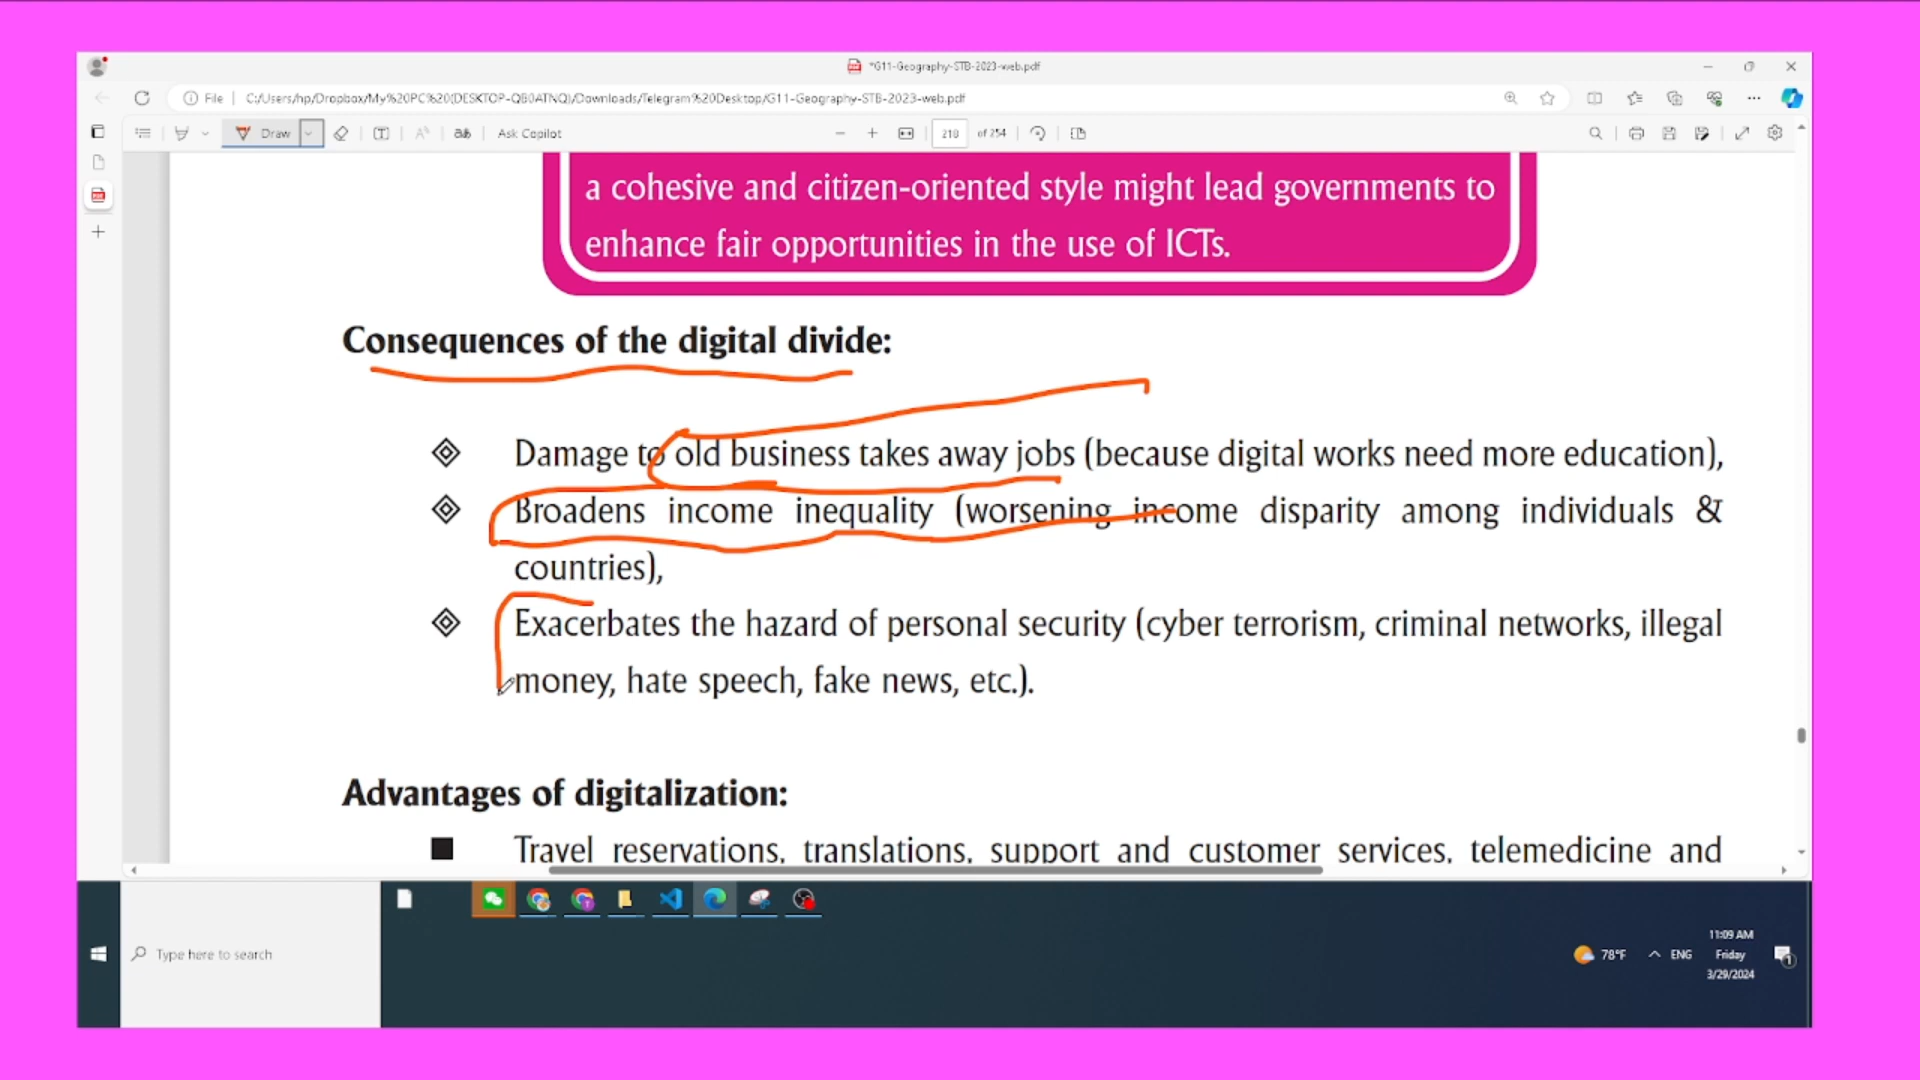 *G11-Geography-STB-2023-web.pdf
File
C:/Users/hp/Dropbox/My%20PC%20(DESKTOP-QB0ATNQ)/Downloads/Telegram%20Desktop/G11-Geography-STB-2023-web.pdf
Draw
Ask Copilot
218 of 254
a cohesive and citizen-oriented style might lead governments to
enhance fair opportunities in the use of ICTs.
Consequences of the digital divide:
Damage to old business takes away jobs (because digital works need more education),
Broadens income inequality (worsening income disparity among individuals &
countries),
Exacerbates the hazard of personal security (cyber terrorism, criminal networks, illegal
money, hate speech, fake news, etc.).
Advantages of digitalization:
Travel reservations, translations, support and customer services, telemedicine and
Type here to search
78°F
ENG
11:09 AM
Friday
3/29/2024
1